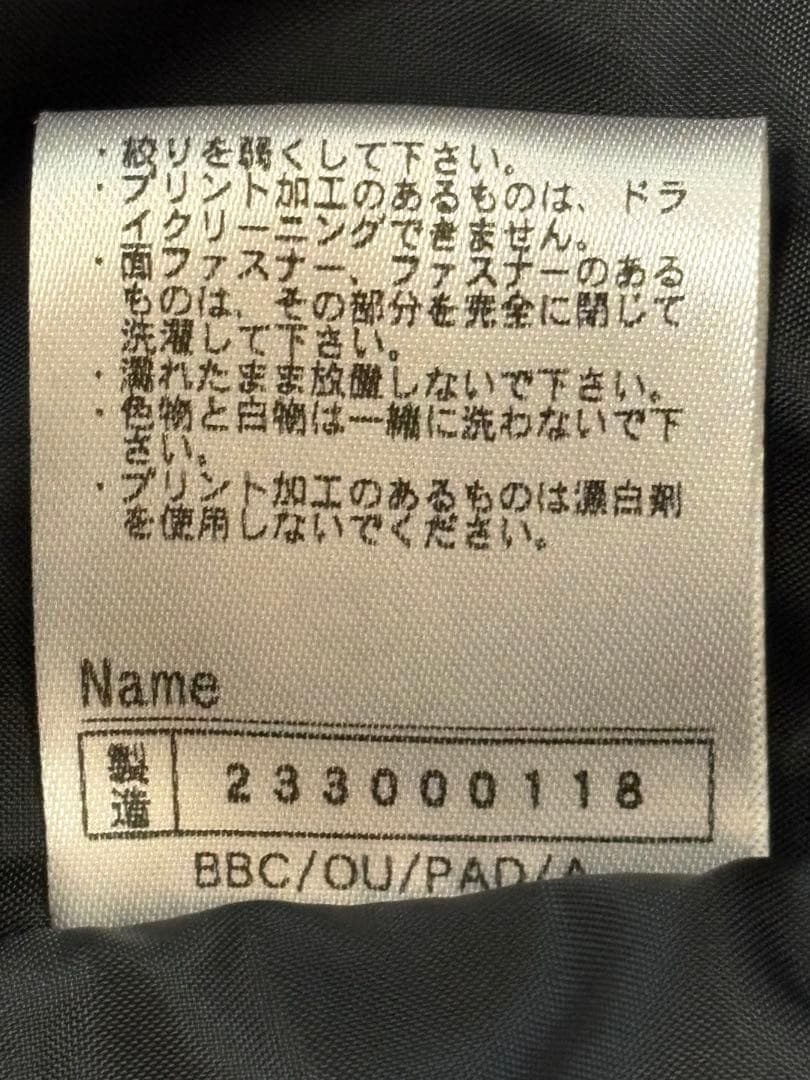 ・絞りを弱くして下さい。
・プリント加工のあるものは、ドラ
イクリーニングできません。
・面ファスナー、ファスナーのある
ものは、その部分を完全に閉じて
洗濯して下さい。
・濡れたまま放置しないで下さい。
・色物と白物は一緒に洗わないで下
さい。
・プリント加工のあるものは漂白剤
を使用しないでください。
Name
製造 233000118
BBC/OU/PAD/A